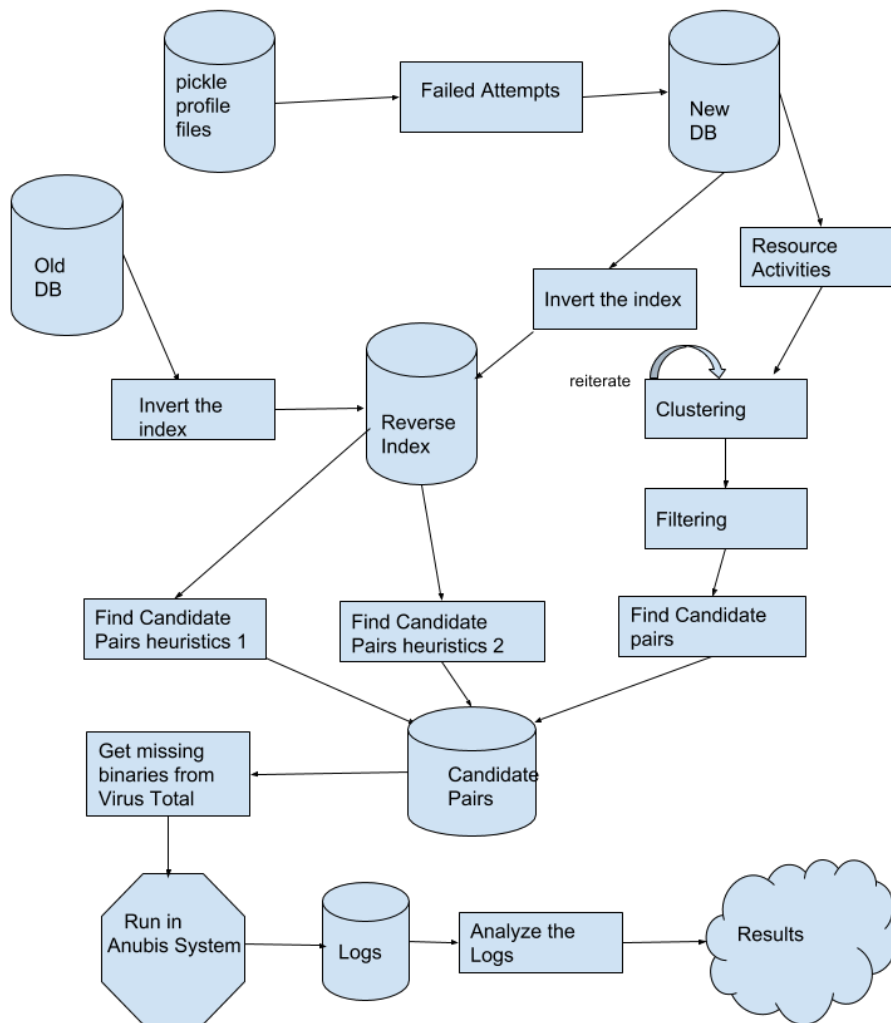 pickle
profile
files
Failed Attempts
New
DB
Old
DB
Resource
Activities
Invert the index
reiterate
Invert the
index
Reverse
Index
Clustering
Filtering
Find Candidate
Pairs heuristics 1
Find Candidate
Pairs heuristics 2
Find Candidate
pairs
Get missing
binaries from
Virus Total
Candidate
Pairs
Run in
Anubis System
Logs
Analyze the
Logs
Results